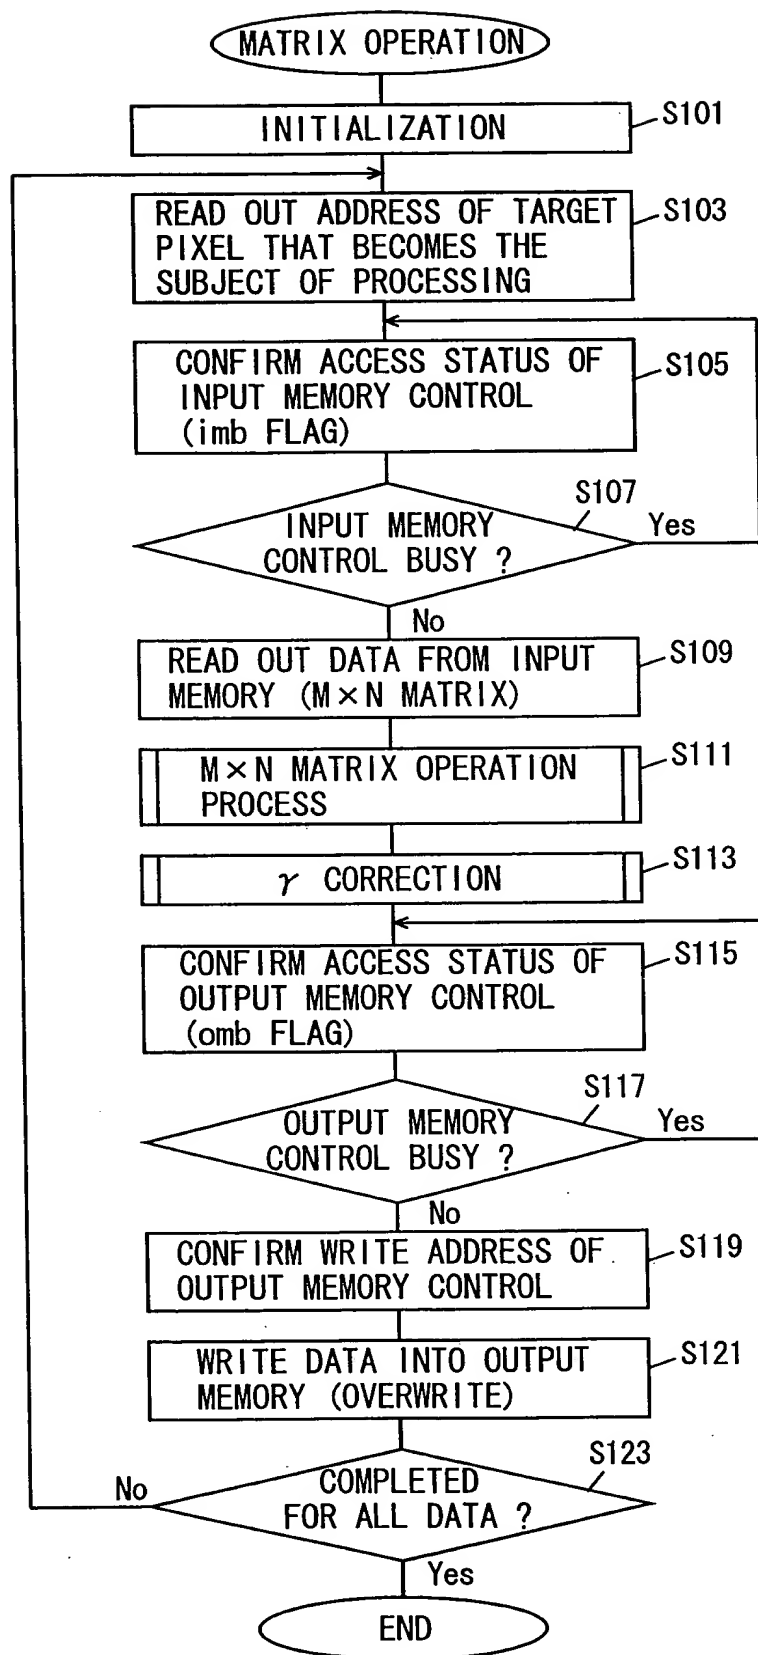 MATRIX OPERATION
INITIALIZATION
S101
READ OUT ADDRESS OF TARGET
PIXEL THAT BECOMES THE
SUBJECT OF PROCESSING
S103
CONFIRM ACCESS STATUS OF
INPUT MEMORY CONTROL
(imb FLAG)
S105
S107
INPUT MEMORY
CONTROL BUSY ?
Yes
No
READ OUT DATA FROM INPUT
MEMORY (M×N MATRIX)
S109
M×N MATRIX OPERATION
PROCESS
S111
γ CORRECTION
S113
CONFIRM ACCESS STATUS OF
OUTPUT MEMORY CONTROL
(omb FLAG)
S115
S117
OUTPUT MEMORY
CONTROL BUSY ?
Yes
No
CONFIRM WRITE ADDRESS OF
OUTPUT MEMORY CONTROL
S119
WRITE DATA INTO OUTPUT
MEMORY (OVERWRITE)
S121
S123
COMPLETED
FOR ALL DATA ?
No
Yes
END